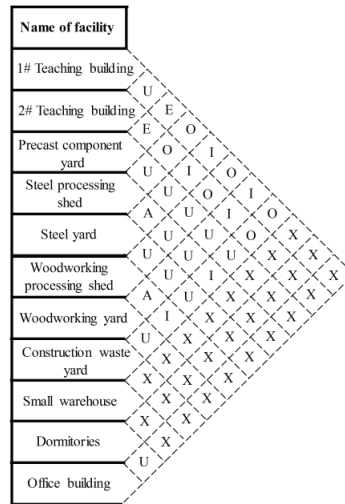 Name of facility
1# Teaching building
U
2# Teaching building
E
E O
Precast component
yard
O I
U I O
Steel processing
shed
U O I
A U I O
Steel yard
U U O X
U U U X X
Woodworking
processing shed
U I X X X
A U X X X
Woodworking yard
I X X X
U X X X
Construction waste
yard
X X X
X X X
Small warehouse
X X
X X
Dormitories
X
U
Office building